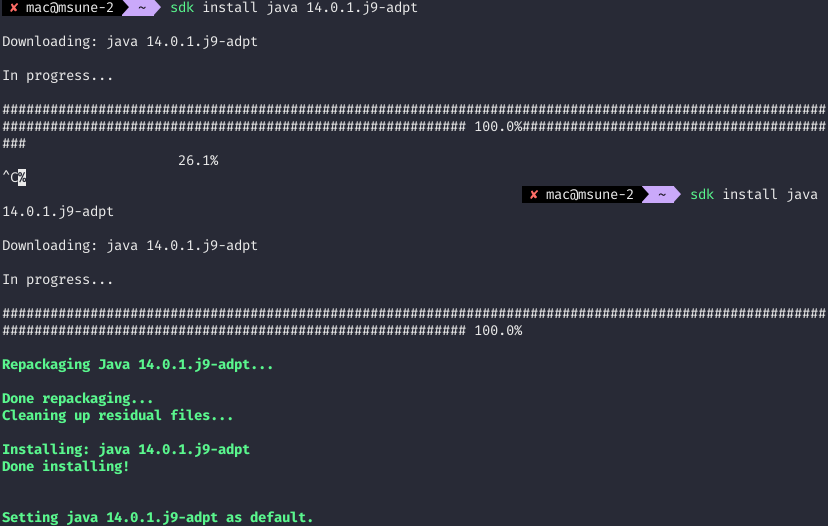 ✘ mac@msune-2 ~ sdk install java 14.0.1.j9-adpt
Downloading: java 14.0.1.j9-adpt
In progress...
#######################################################################################################
########################################################## 100.0%######################################
###
26.1%
^C%
✘ mac@msune-2 ~ sdk install java
14.0.1.j9-adpt
Downloading: java 14.0.1.j9-adpt
In progress...
#######################################################################################################
########################################################## 100.0%
Repackaging Java 14.0.1.j9-adpt...
Done repackaging...
Cleaning up residual files...
Installing: java 14.0.1.j9-adpt
Done installing!
Setting java 14.0.1.j9-adpt as default.